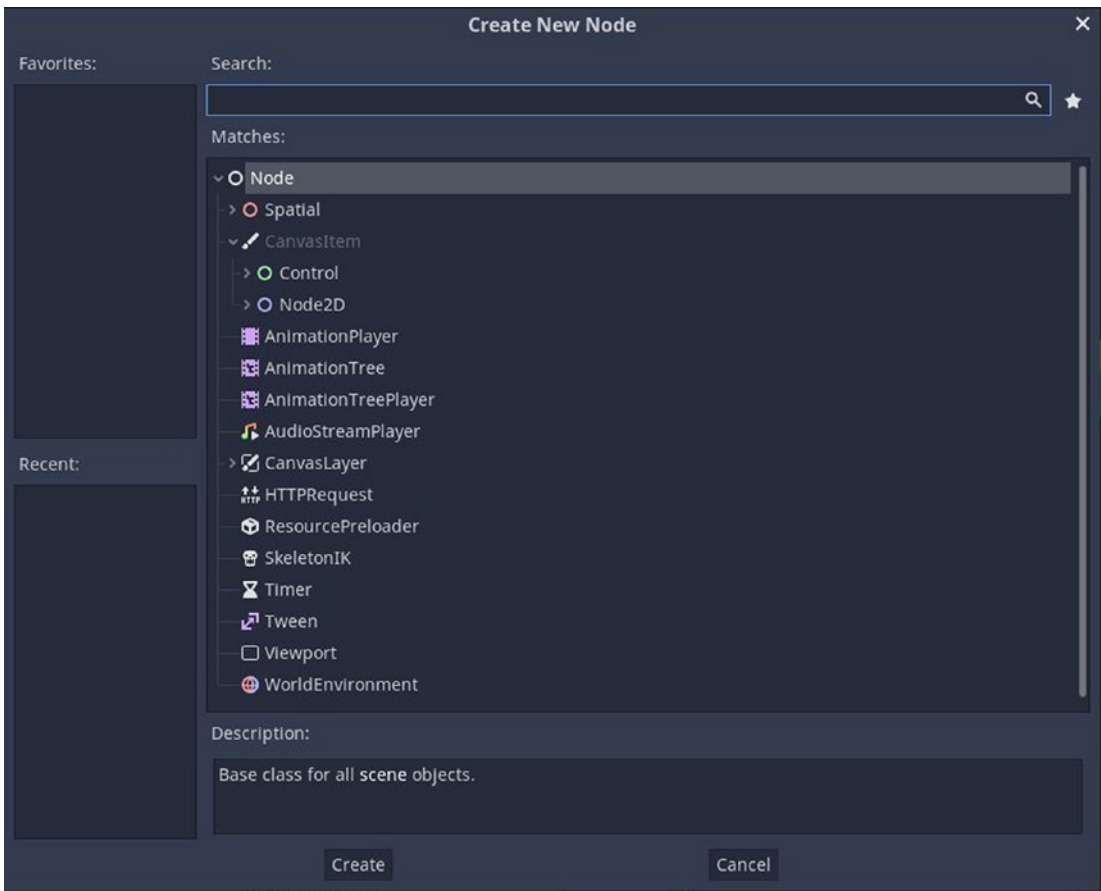 Create New Node
Favorites:
Search:
Matches:
Node
Spatial
CanvasItem
Control
Node2D
AnimationPlayer
AnimationTree
AnimationTreePlayer
AudioStreamPlayer
Recent:
CanvasLayer
HTTP
HTTPRequest
ResourcePreloader
SkeletonIK
Timer
Tween
Viewport
WorldEnvironment
Description:
Base class for all scene objects.
Create
Cancel